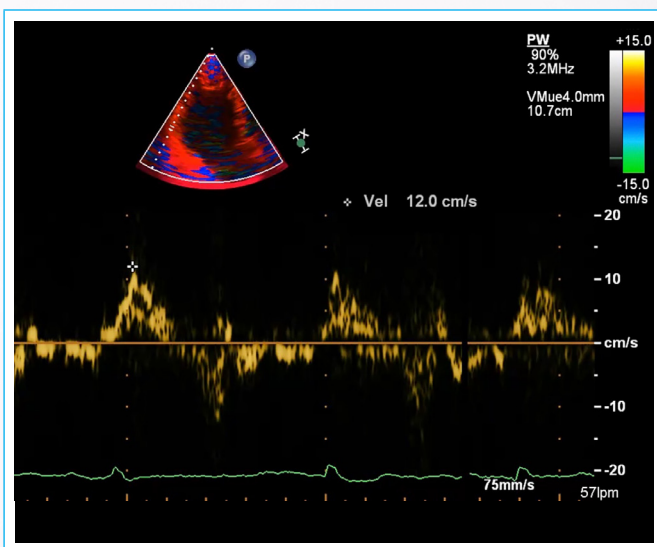 PW
90%
3.2MHz
VMue4.0mm
10.7cm
+15.0
-15.0
cm/s
P
Vel 12.0 cm/s
20
10
cm/s
-10
-20
75mm/s
57lpm